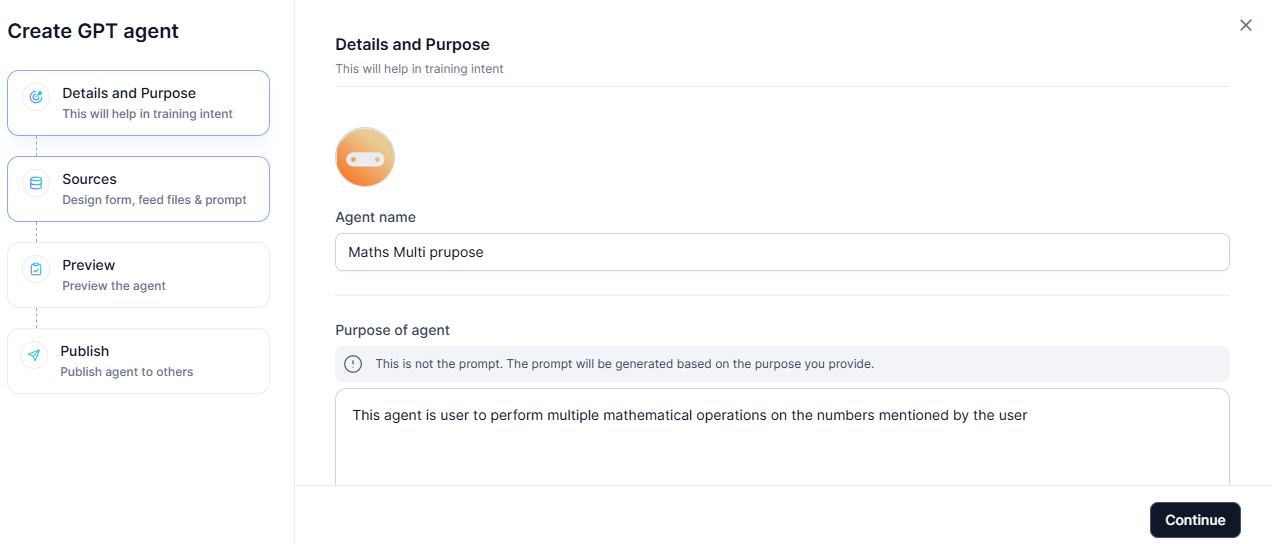 Create GPT agent
Details and Purpose
This will help in training intent
Sources
Design form, feed files & prompt
Preview
Preview the agent
Publish
Publish agent to others
Details and Purpose
This will help in training intent
Agent name
Maths Multi prupose
Purpose of agent
This is not the prompt. The prompt will be generated based on the purpose you provide.
This agent is user to perform multiple mathematical operations on the numbers mentioned by the user
Continue